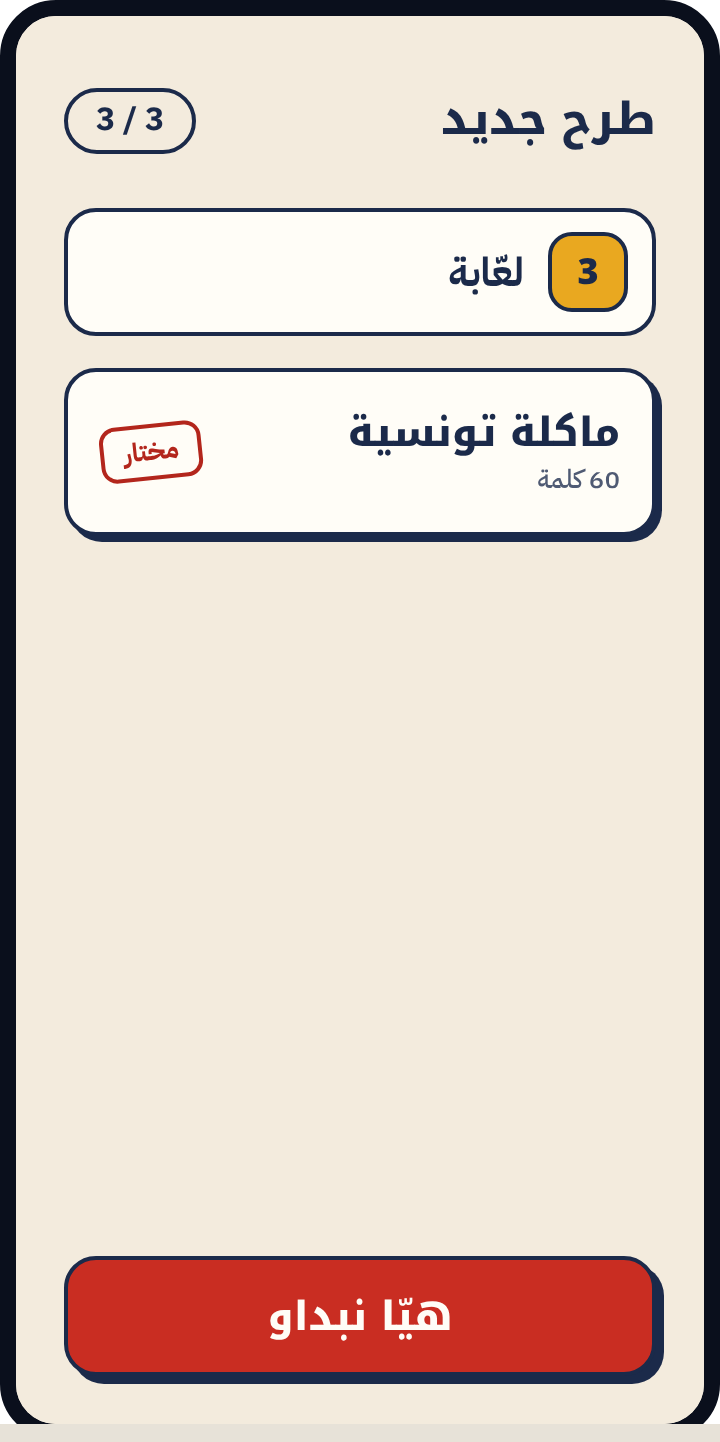 طرح جديد
3 / 3
3
لعّابة
ماكلة تونسية
60 كلمة
مختار
هيّا نبداو